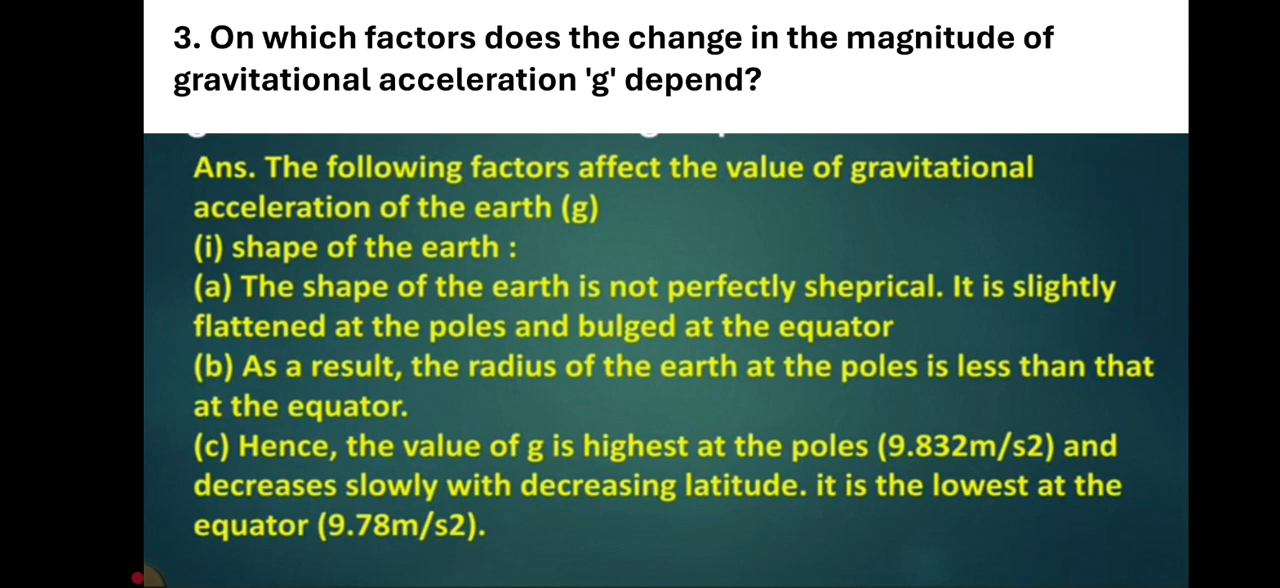 3. On which factors does the change in the magnitude of
gravitational acceleration 'g' depend?
Ans. The following factors affect the value of gravitational
acceleration of the earth (g)
(i) shape of the earth :
(a) The shape of the earth is not perfectly sheprical. It is slightly
flattened at the poles and bulged at the equator
(b) As a result, the radius of the earth at the poles is less than that
at the equator.
(c) Hence, the value of g is highest at the poles (9.832m/s2) and
decreases slowly with decreasing latitude. it is the lowest at the
equator (9.78m/s2).